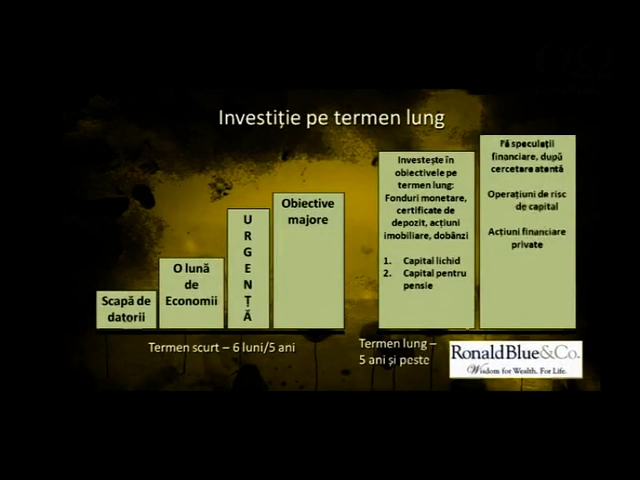 Investiție pe termen lung
Scapă de
datorii
O lună
de
Economii
U
R
G
E
N
Ț
Ă
Obiective
majore
Investește în
obiectivele pe
termen lung:
Fonduri monetare,
certificate de
depozit, acțiuni
imobiliare, dobânzi
1. Capital lichid
2. Capital pentru
pensie
Fă speculații
financiare, după
cercetare atentă
Operațiuni de risc
de capital
Acțiuni financiare
private
Termen scurt – 6 luni/5 ani
Termen lung –
5 ani și peste
RonaldBlue&Co.
Wisdom for Wealth. For Life.